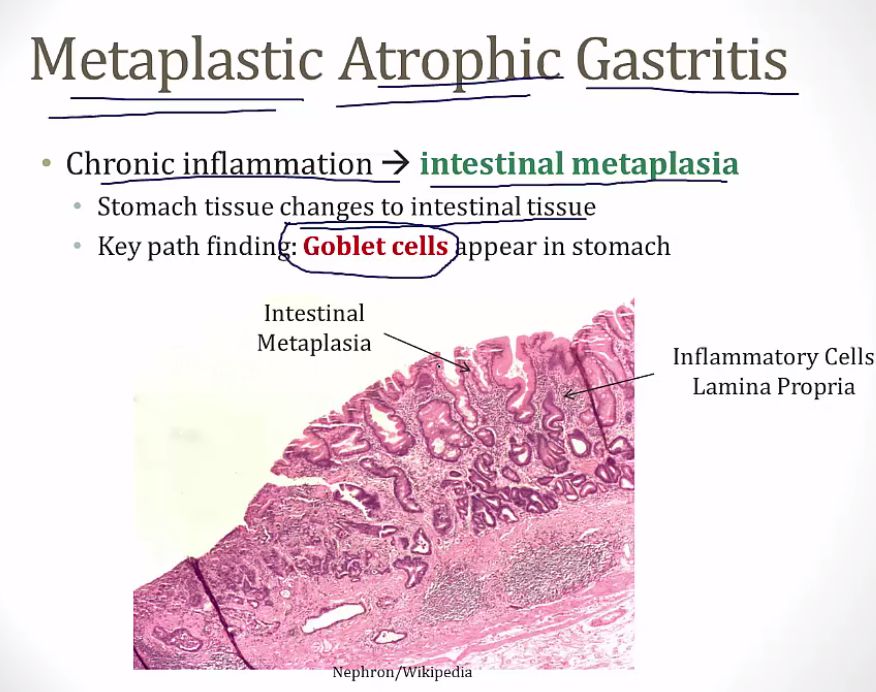 Metaplastic Atrophic Gastritis
• Chronic inflammation → intestinal metaplasia
• Stomach tissue changes to intestinal tissue
• Key path finding: Goblet cells appear in stomach
Intestinal
Metaplasia
Inflammatory Cells
Lamina Propria
Nephron/Wikipedia